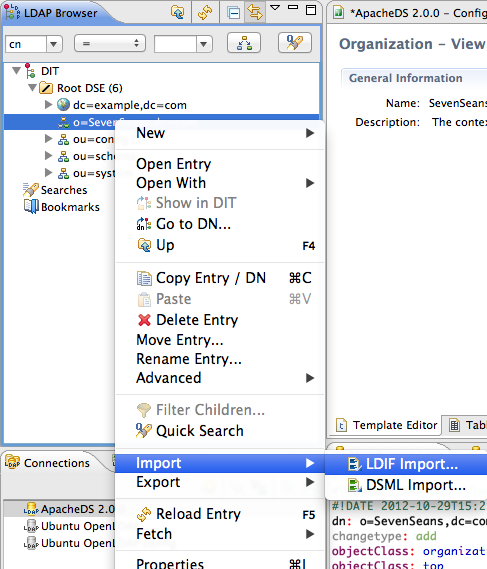 LDAP Browser
cn
=
DIT
Root DSE (6)
dc=example,dc=com
o=SevenSeans,d
ou=con
ou=sche
ou=syst
Searches
Bookmarks
New
Open Entry
Open With
Show in DIT
Go to DN...
Up F4
Copy Entry / DN ⌘C
Paste ⌘V
Delete Entry
Move Entry...
Rename Entry...
Advanced
Filter Children...
Quick Search
Import
Export
Reload Entry F5
Fetch
Properties ⌘I
LDIF Import...
DSML Import...
*ApacheDS 2.0.0 - Config
Organization - View
General Information
Name: SevenSeans
Description: The contex
Template Editor
Tabl
Connections
ApacheDS 2.0
Ubuntu OpenL
Ubuntu OpenL
#!DATE 2012-10-29T15:2
dn: o=SevenSeans,dc=co
changetype: add
objectClass: organizat
objectClass: top